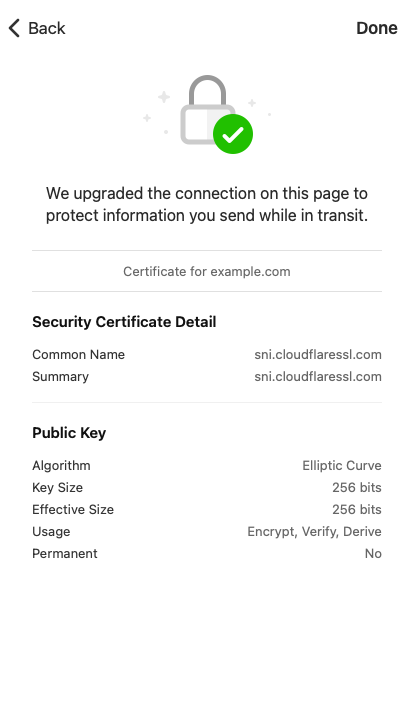 Back
Done
We upgraded the connection on this page to
protect information you send while in transit.
Certificate for example.com
Security Certificate Detail
Common Name sni.cloudflaressl.com
Summary sni.cloudflaressl.com
Public Key
Algorithm Elliptic Curve
Key Size 256 bits
Effective Size 256 bits
Usage Encrypt, Verify, Derive
Permanent No